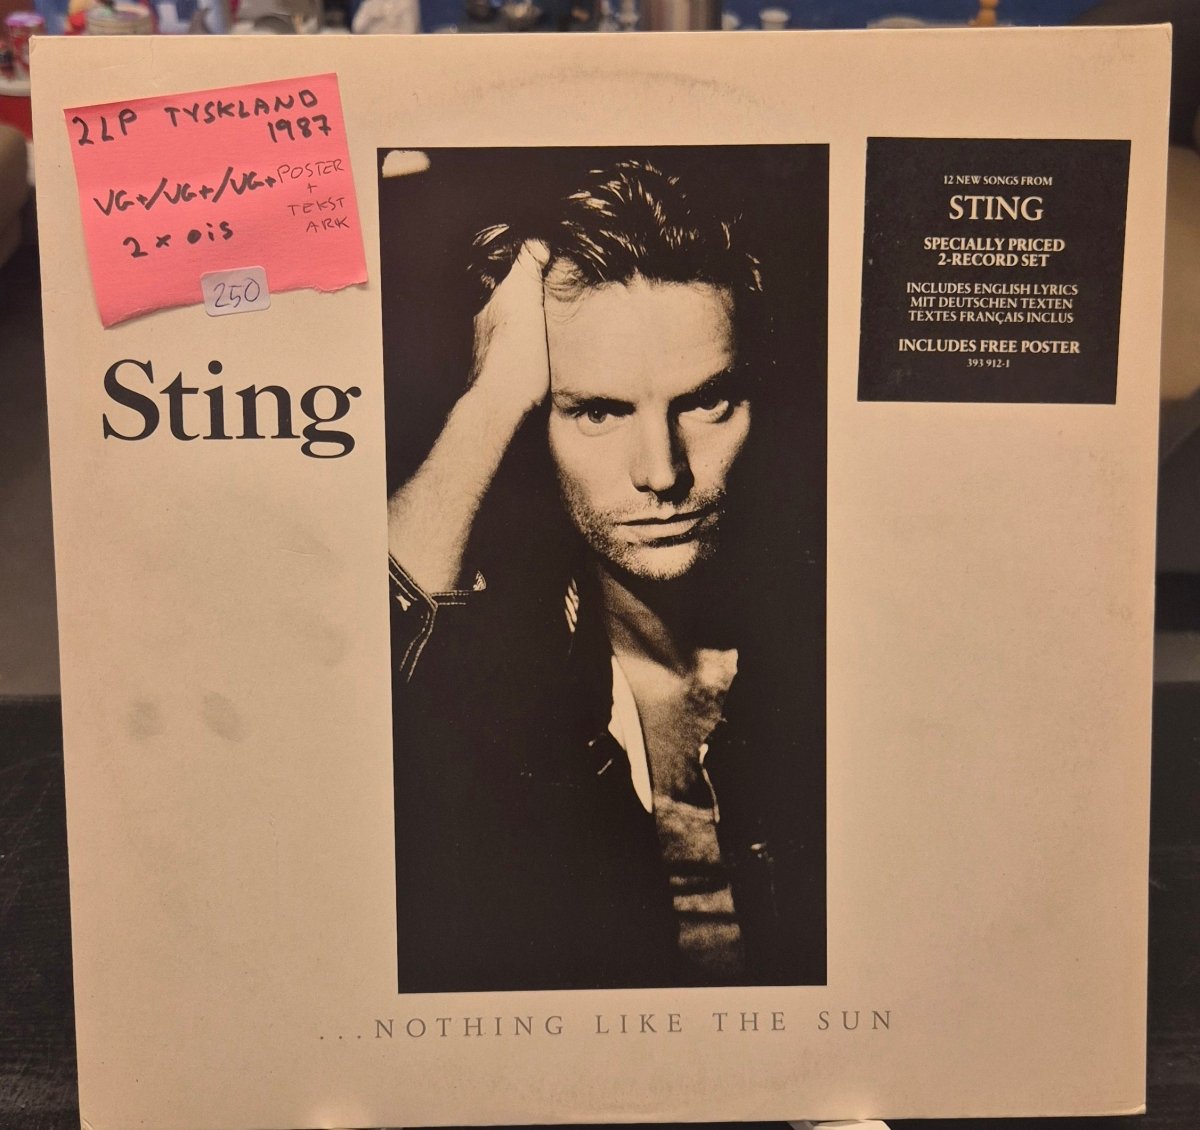 2LP TYSKLAND
1987
VG+/VG+/VG+
POSTER
+
TEKST
ARK
2 x ois
250
Sting
12 NEW SONGS FROM
STING
SPECIALLY PRICED
2-RECORD SET
INCLUDES ENGLISH LYRICS
MIT DEUTSCHEN TEXTEN
TEXTES FRANÇAIS INCLUS
INCLUDES FREE POSTER
393 912-1
...NOTHING LIKE THE SUN